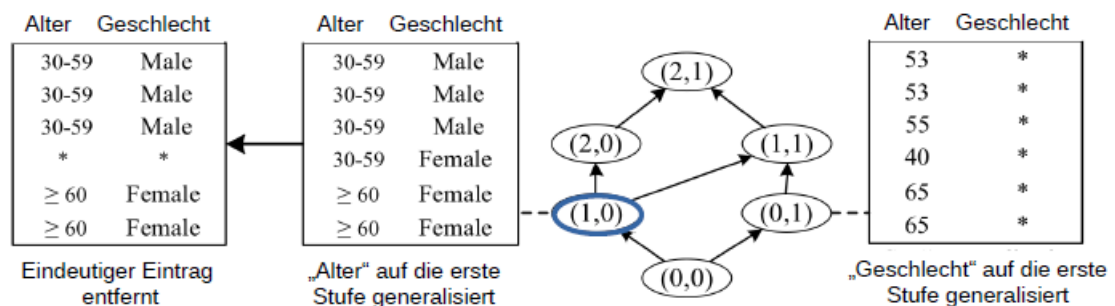 Alter Geschlecht
30-59 Male
30-59 Male
30-59 Male
* *
≥ 60 Female
≥ 60 Female
Eindeutiger Eintrag
entfernt
Alter Geschlecht
30-59 Male
30-59 Male
30-59 Male
30-59 Female
≥ 60 Female
≥ 60 Female
„Alter“ auf die erste
Stufe generalisiert
(2,1)
(2,0) (1,1)
(1,0) (0,1)
(0,0)
Alter Geschlecht
53 *
53 *
55 *
40 *
65 *
65 *
„Geschlecht“ auf die erste
Stufe generalisiert